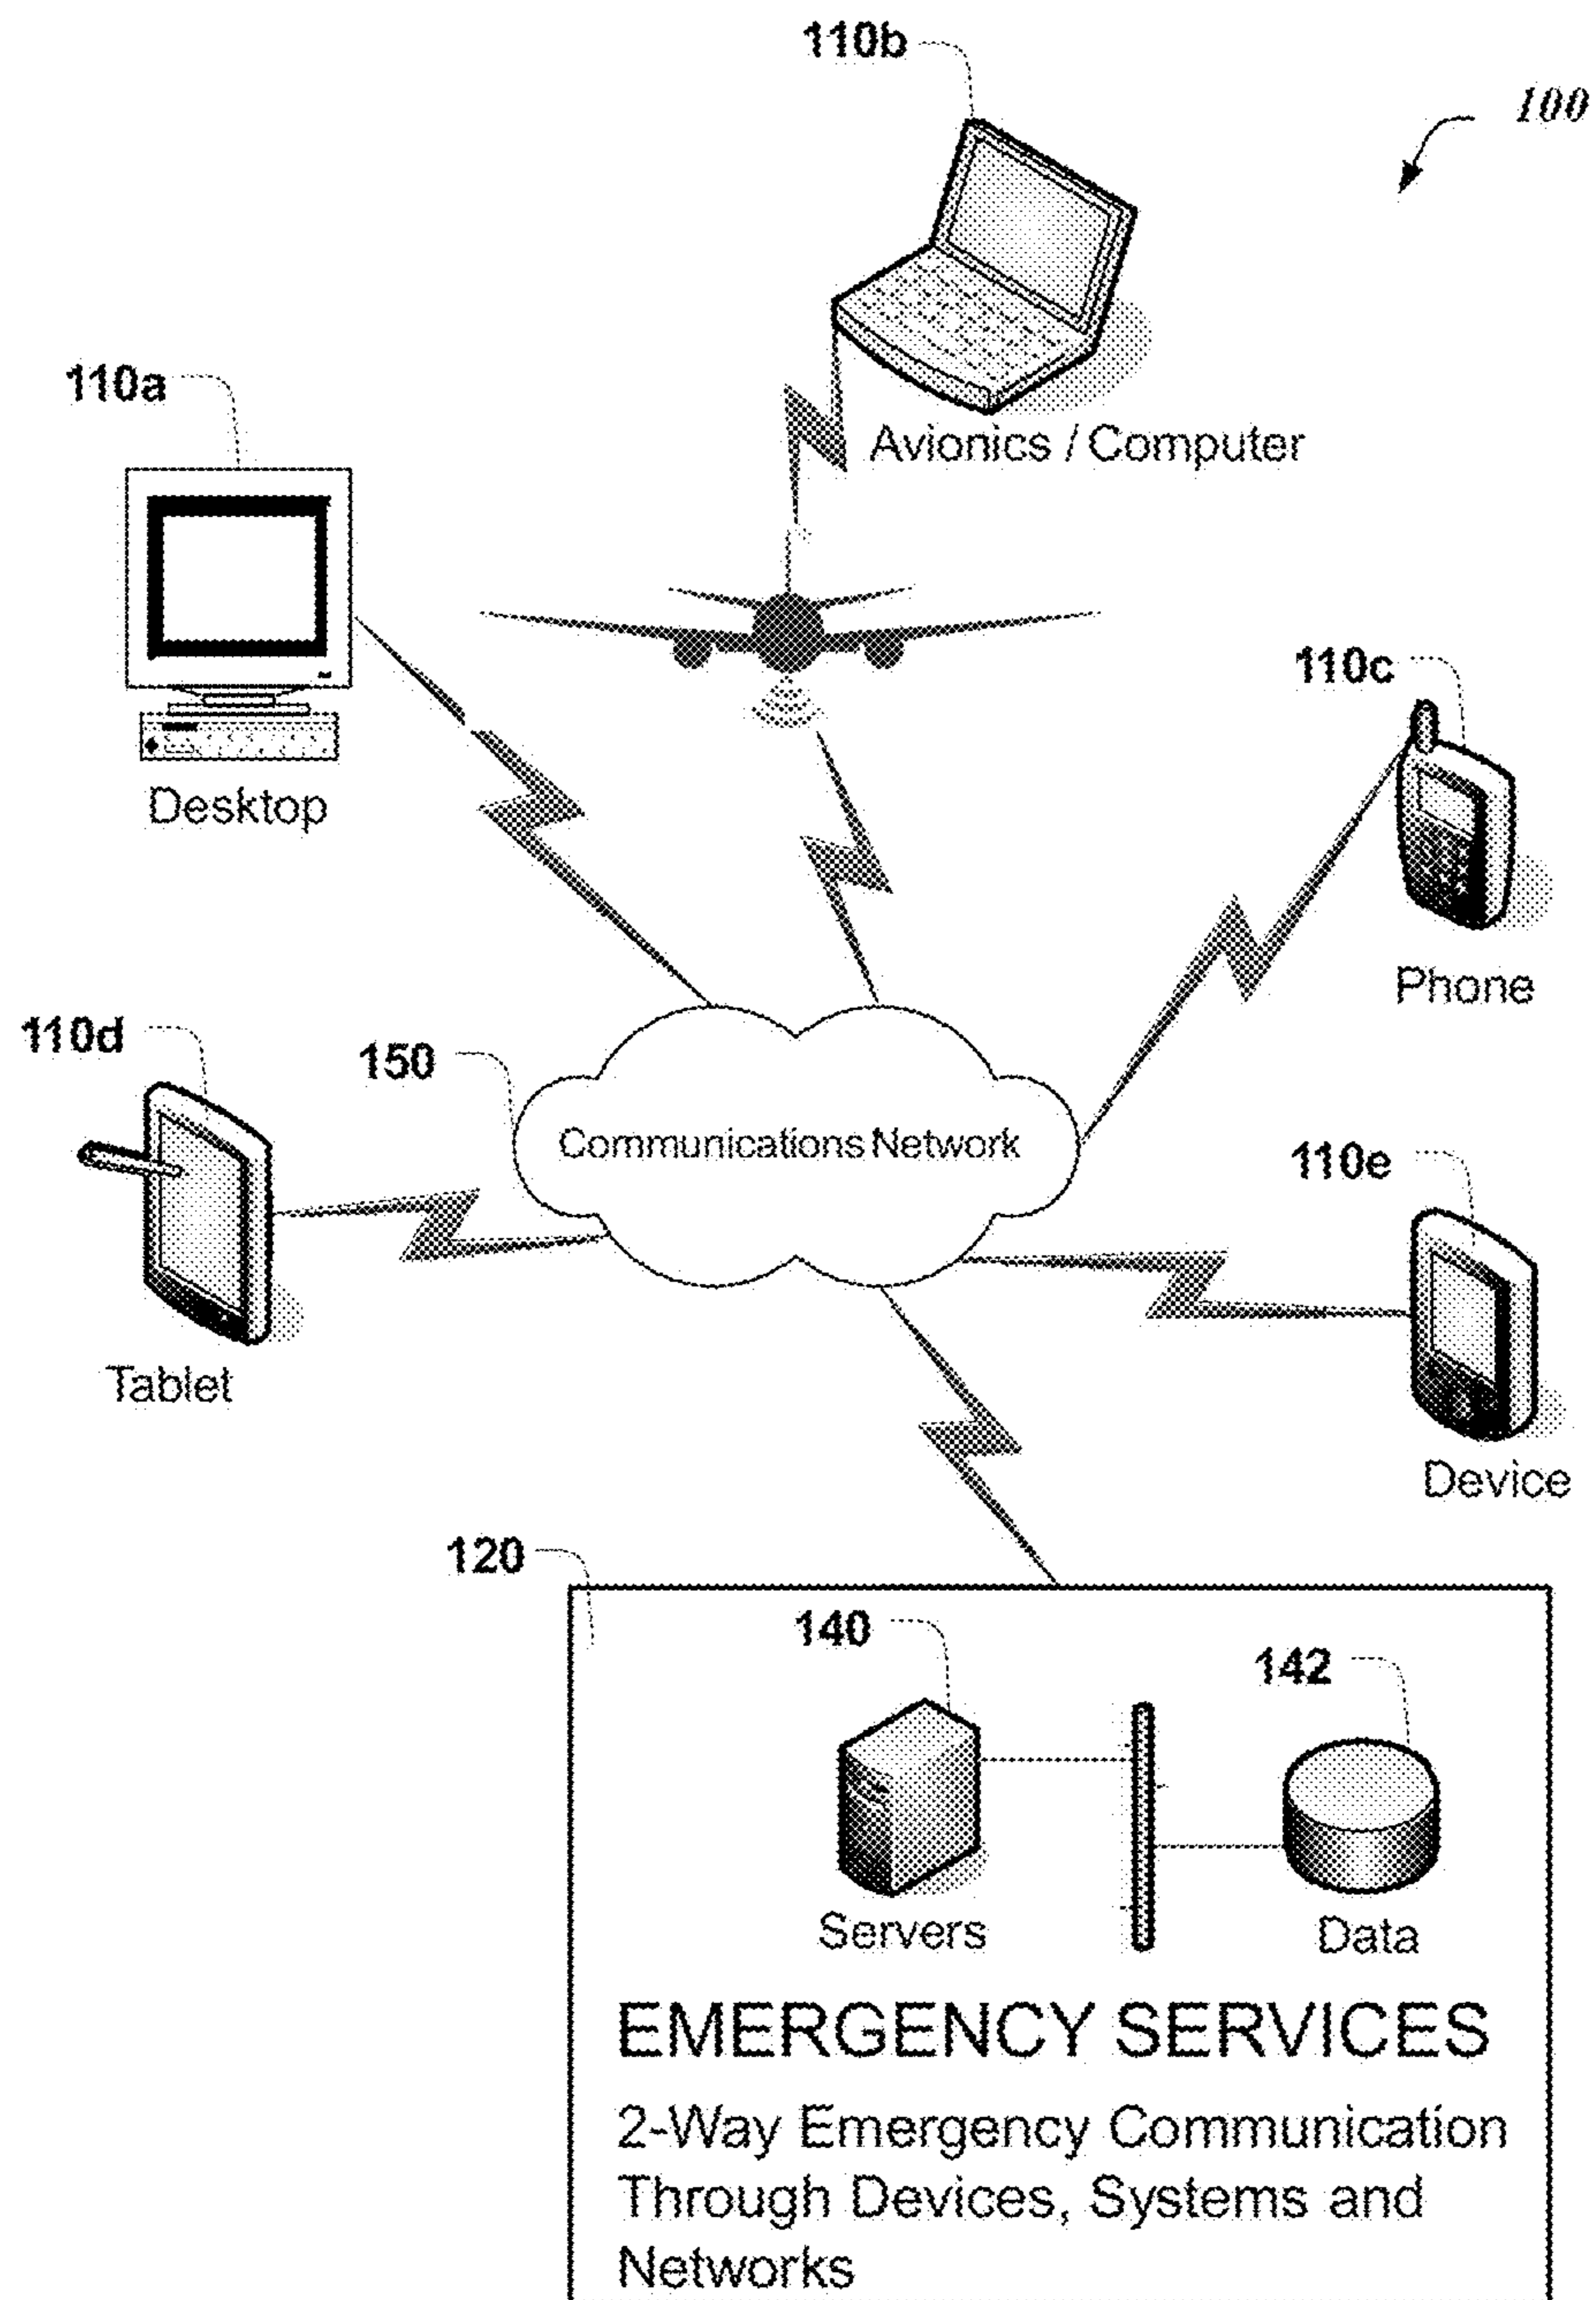 110b
100
110a
Avionics / Computer
110c
Desktop
Phone
110d
150
Communications Network
110e
Tablet
Device
120
140
142
Servers
Data
EMERGENCY SERVICES
2-Way Emergency Communication
Through Devices, Systems and
Networks